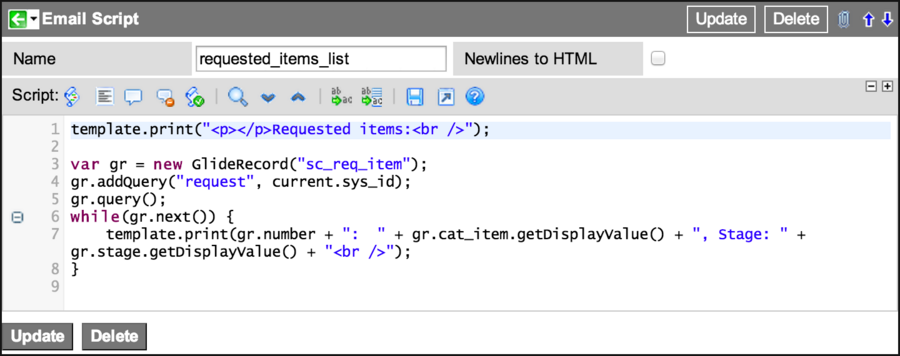 Email Script
Update
Delete
Name
requested_items_list
Newlines to HTML
Script:
1 template.print("<p></p>Requested items:<br />");
2
3 var gr = new GlideRecord("sc_req_item");
4 gr.addQuery("request", current.sys_id);
5 gr.query();
6 while(gr.next()) {
7     template.print(gr.number + ":  " + gr.cat_item.getDisplayValue() + ", Stage: " +
gr.stage.getDisplayValue() + "<br />");
8 }
9
Update
Delete